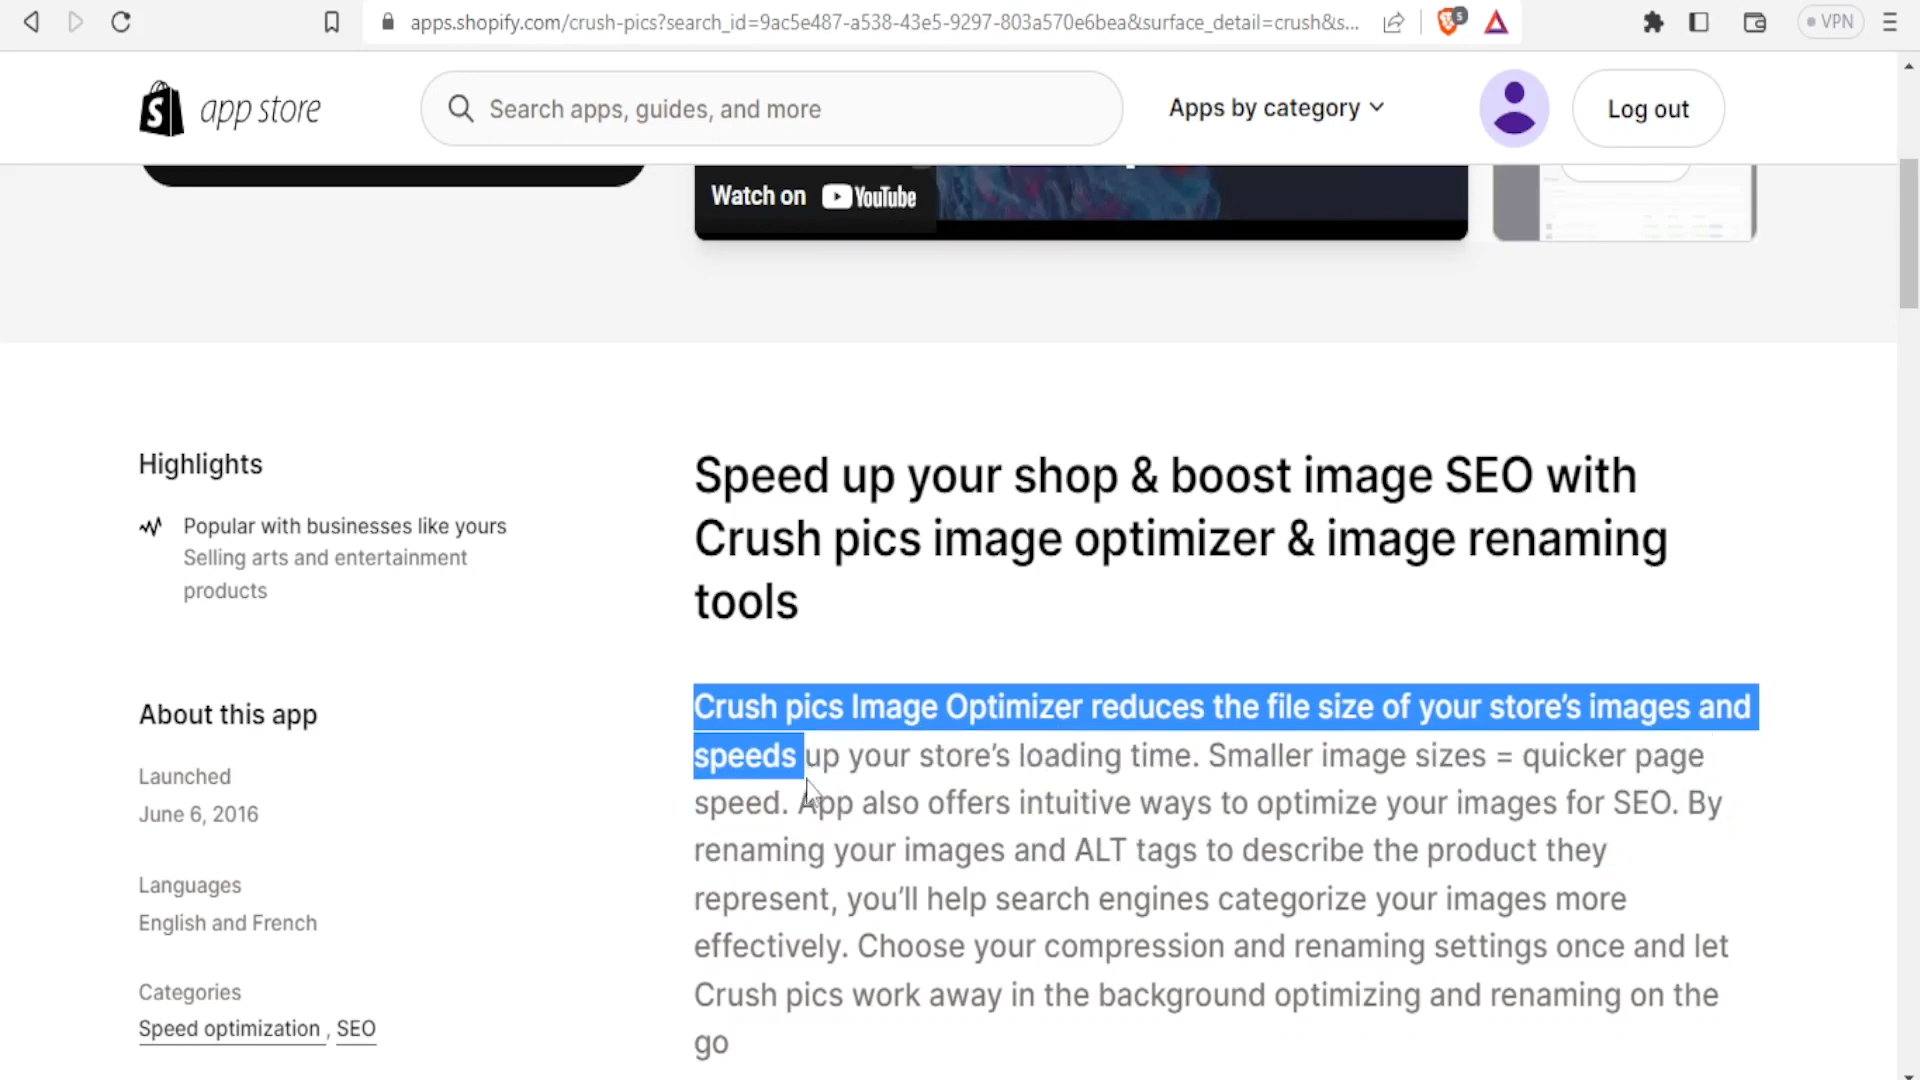 apps.shopify.com/crush-pics?search_id=9ac5e487-a538-43e5-9297-803a570e6bea&surface_detail=crush&s...
5
VPN
app store
Search apps, guides, and more
Apps by category
Log out
Watch on YouTube
Highlights
Popular with businesses like yours
Selling arts and entertainment
products
Speed up your shop & boost image SEO with
Crush pics image optimizer & image renaming
tools
About this app
Launched
June 6, 2016
Languages
English and French
Categories
Speed optimization , SEO
Crush pics Image Optimizer reduces the file size of your store’s images and
speeds up your store’s loading time. Smaller image sizes = quicker page
speed. App also offers intuitive ways to optimize your images for SEO. By
renaming your images and ALT tags to describe the product they
represent, you’ll help search engines categorize your images more
effectively. Choose your compression and renaming settings once and let
Crush pics work away in the background optimizing and renaming on the
go